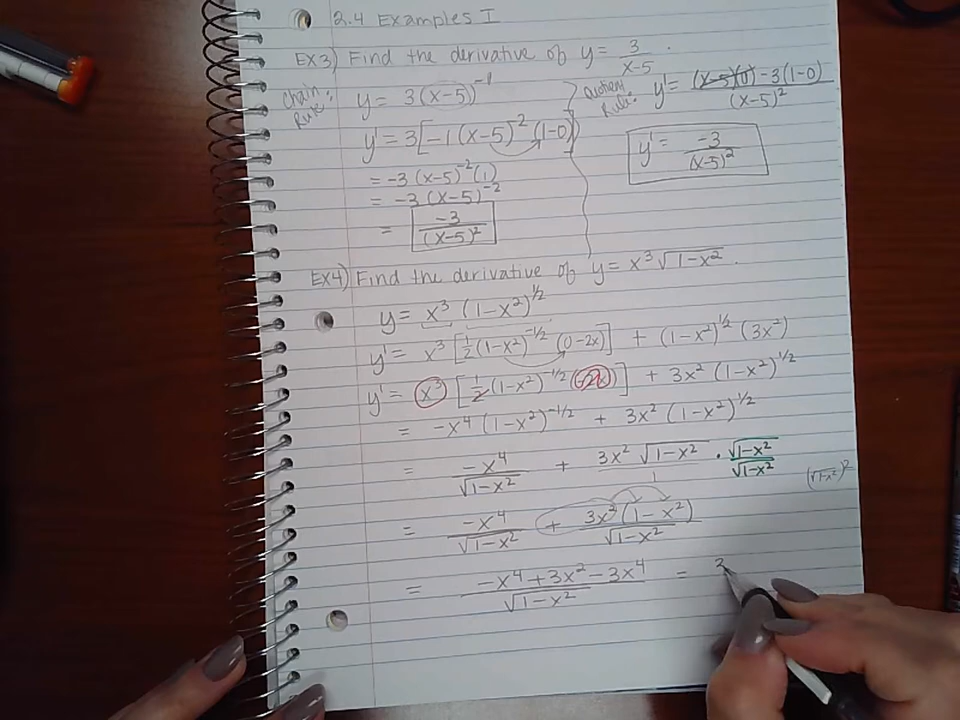 2.4 Examples I
EX3) Find the derivative of y = 3/(x-5).
Chain Rule:
y = 3(x-5)^-1
y' = 3[-1(x-5)^-2 (1-0)]
= -3(x-5)^-2 (1)
= -3(x-5)^-2
= -3/(x-5)^2
Quotient Rule:
y' = ((x-5)(0) - 3(1-0))/(x-5)^2
y' = -3/(x-5)^2
EX4) Find the derivative of y = x^3 √(1-x^2).
y = x^3 (1-x^2)^1/2
y' = x^3 [1/2 (1-x^2)^-1/2 (0-2x)] + (1-x^2)^1/2 (3x^2)
y' = x^3 [1/2 (1-x^2)^-1/2 (-2x)] + 3x^2 (1-x^2)^1/2
= -x^4 (1-x^2)^-1/2 + 3x^2 (1-x^2)^1/2
= -x^4/√(1-x^2) + 3x^2 √(1-x^2)/1 · √(1-x^2)/√(1-x^2)
(√(1-x^2))^2
= -x^4/√(1-x^2) + 3x^2(1-x^2)/√(1-x^2)
= (-x^4+3x^2-3x^4)/√(1-x^2) = 3